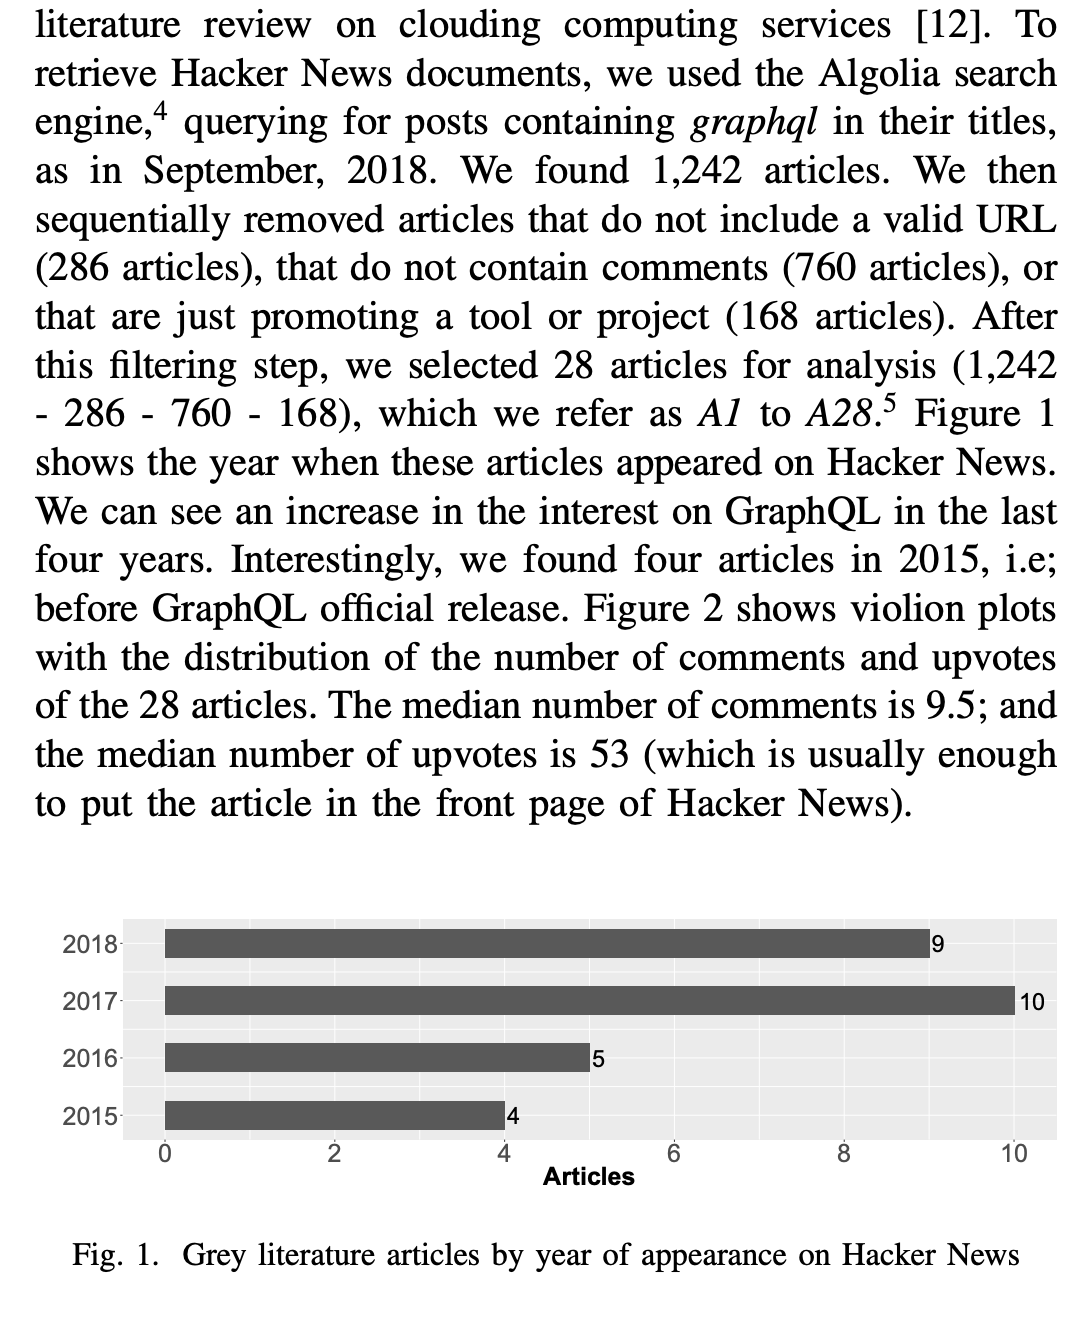 literature review on clouding computing services [12]. To
retrieve Hacker News documents, we used the Algolia search
engine,4 querying for posts containing graphql in their titles,
as in September, 2018. We found 1,242 articles. We then
sequentially removed articles that do not include a valid URL
(286 articles), that do not contain comments (760 articles), or
that are just promoting a tool or project (168 articles). After
this filtering step, we selected 28 articles for analysis (1,242
- 286 - 760 - 168), which we refer as A1 to A28.5 Figure 1
shows the year when these articles appeared on Hacker News.
We can see an increase in the interest on GraphQL in the last
four years. Interestingly, we found four articles in 2015, i.e;
before GraphQL official release. Figure 2 shows violion plots
with the distribution of the number of comments and upvotes
of the 28 articles. The median number of comments is 9.5; and
the median number of upvotes is 53 (which is usually enough
to put the article in the front page of Hacker News).
2018 9
2017 10
2016 5
2015 4
0 2 4 6 8 10
Articles
Fig. 1. Grey literature articles by year of appearance on Hacker News